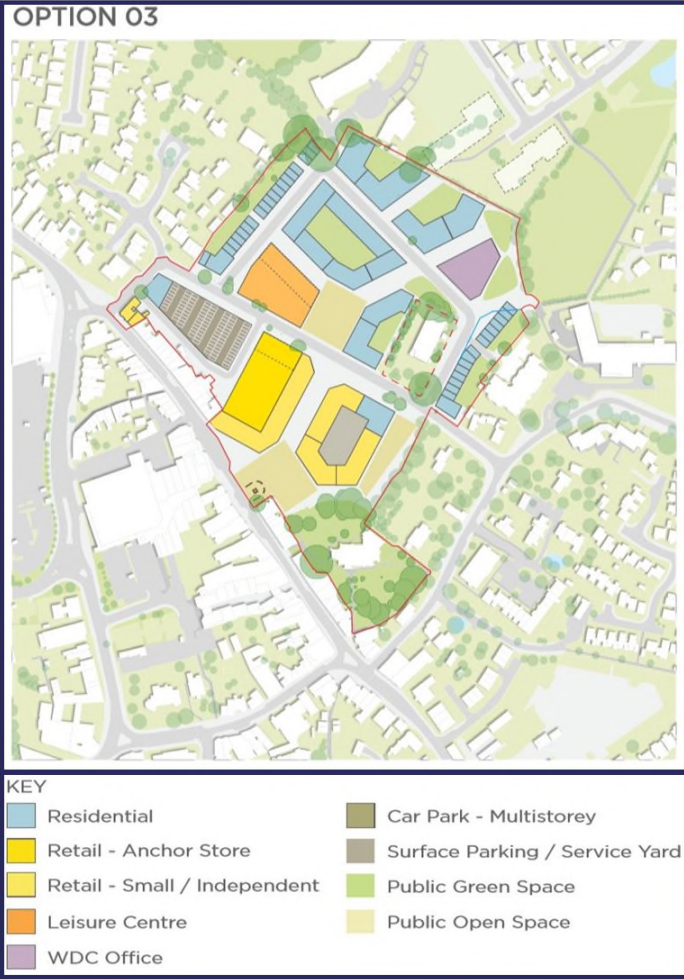 OPTION 03
KEY
Residential
Retail - Anchor Store
Retail - Small / Independent
Leisure Centre
WDC Office
Car Park - Multistorey
Surface Parking / Service Yard
Public Green Space
Public Open Space